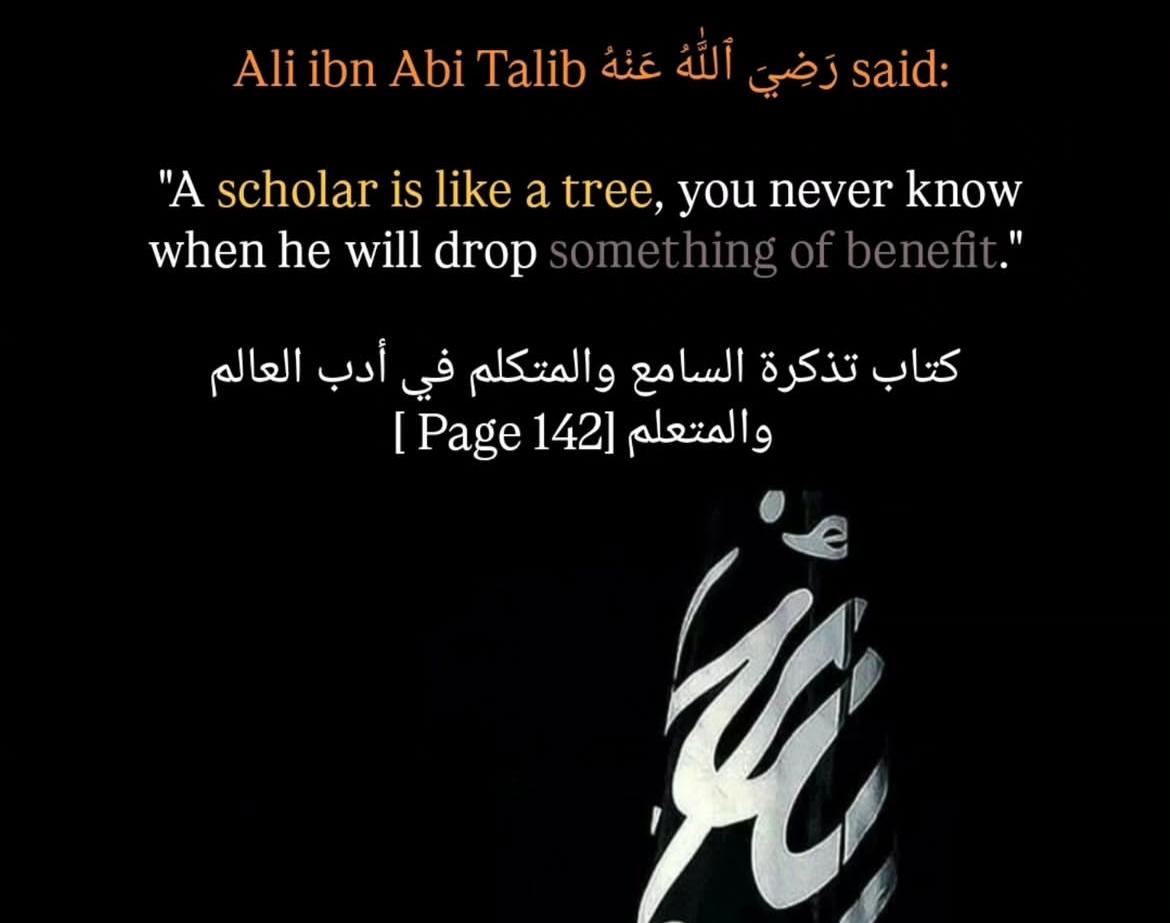 Ali ibn Abi Talib رَضِيَ ٱللَّٰهُ عَنْهُ said:
"A scholar is like a tree, you never know
when he will drop something of benefit."
كتاب تذكرة السامع والمتكلم في أدب العالم
والمتعلم [Page 142 ]